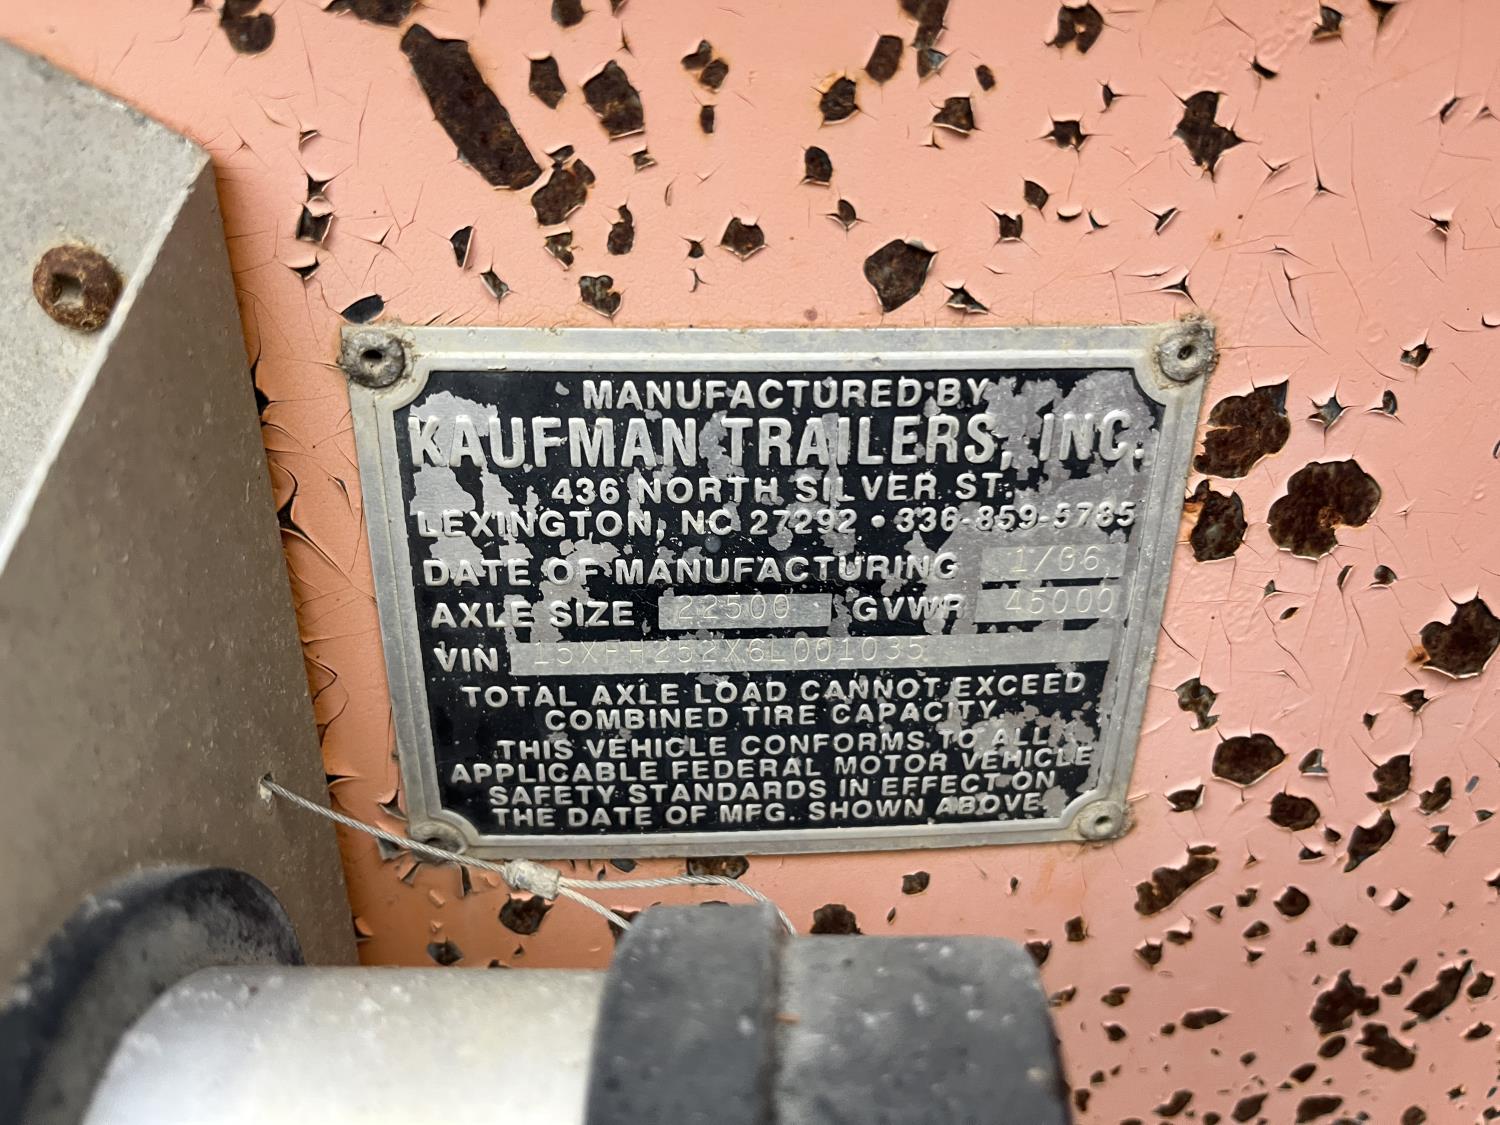 MANUFACTURED BY
KAUFMAN TRAILERS, INC.
436 NORTH SILVER ST.
LEXINGTON, NC 27292 • 336-859-5785
DATE OF MANUFACTURING 1/06
AXLE SIZE 22500 GVWR 45000
VIN 15XFH252X6L001035
TOTAL AXLE LOAD CANNOT EXCEED
COMBINED TIRE CAPACITY
THIS VEHICLE CONFORMS TO ALL
APPLICABLE FEDERAL MOTOR VEHICLE
SAFETY STANDARDS IN EFFECT ON
THE DATE OF MFG. SHOWN ABOVE